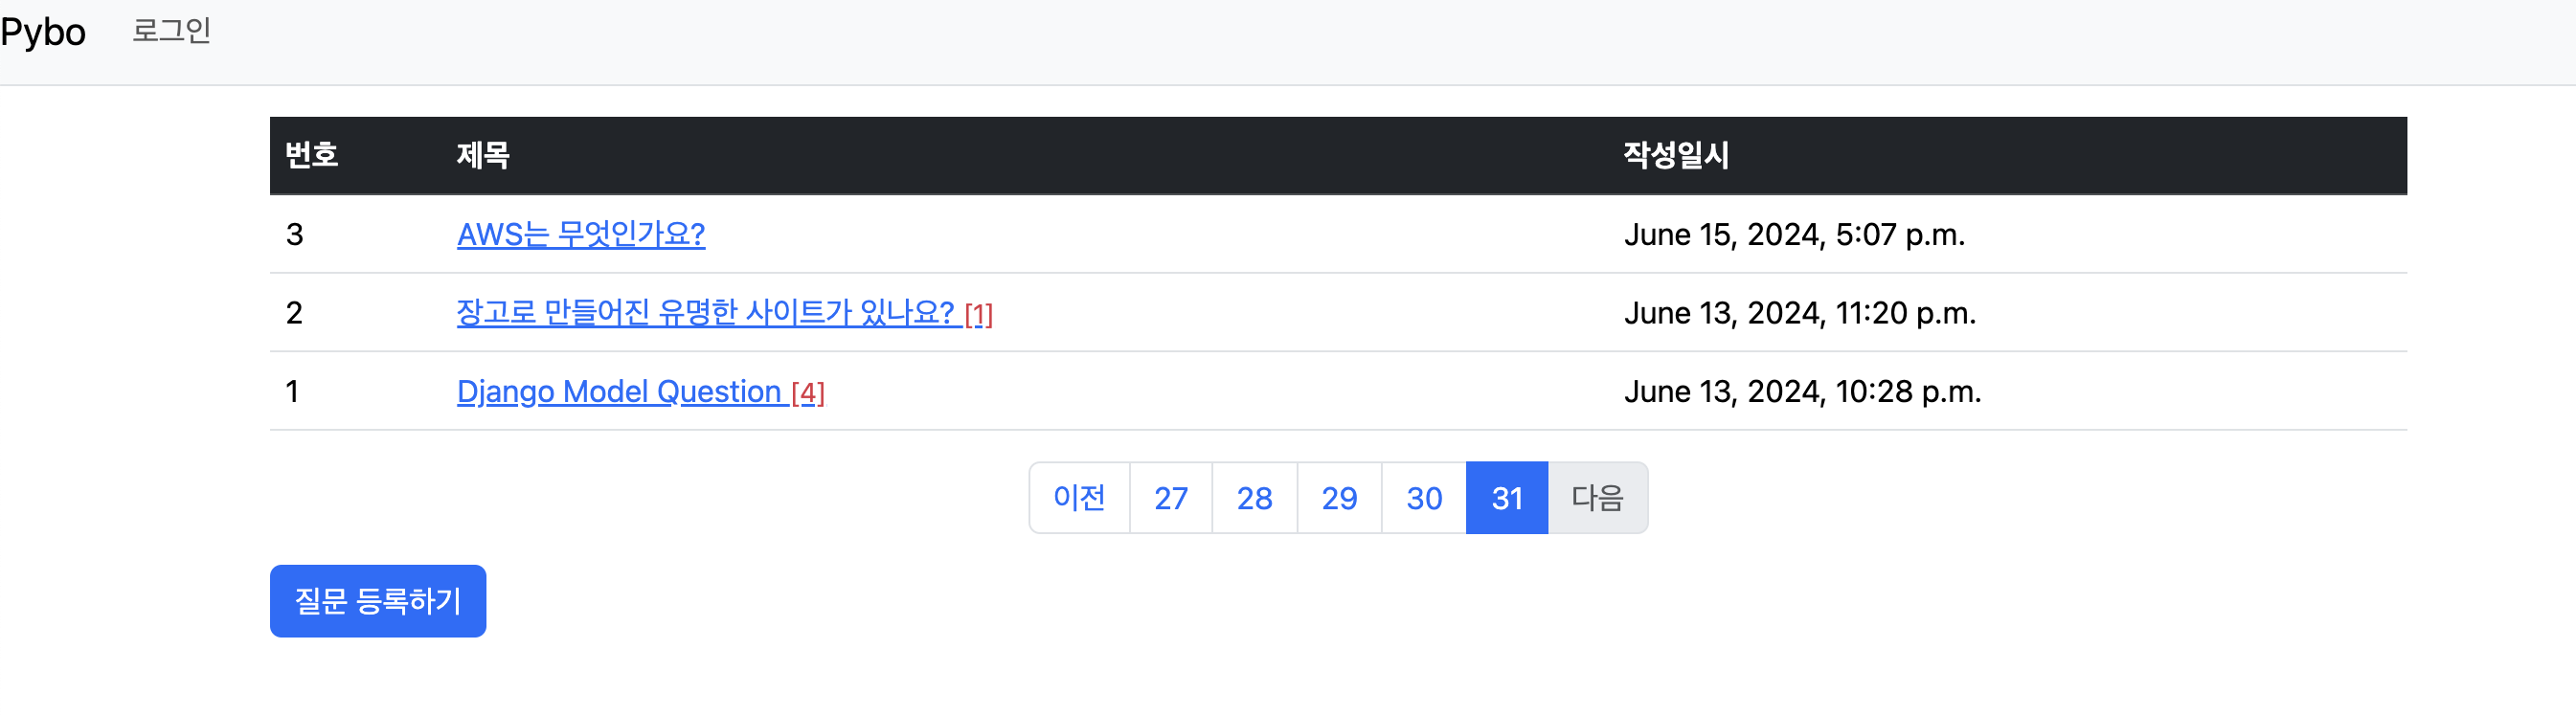 Pybo 로그인
번호 제목 작성일시
3 AWS는 무엇인가요? June 15, 2024, 5:07 p.m.
2 장고로 만들어진 유명한 사이트가 있나요? [1] June 13, 2024, 11:20 p.m.
1 Django Model Question [4] June 13, 2024, 10:28 p.m.
이전 27 28 29 30 31 다음
질문 등록하기